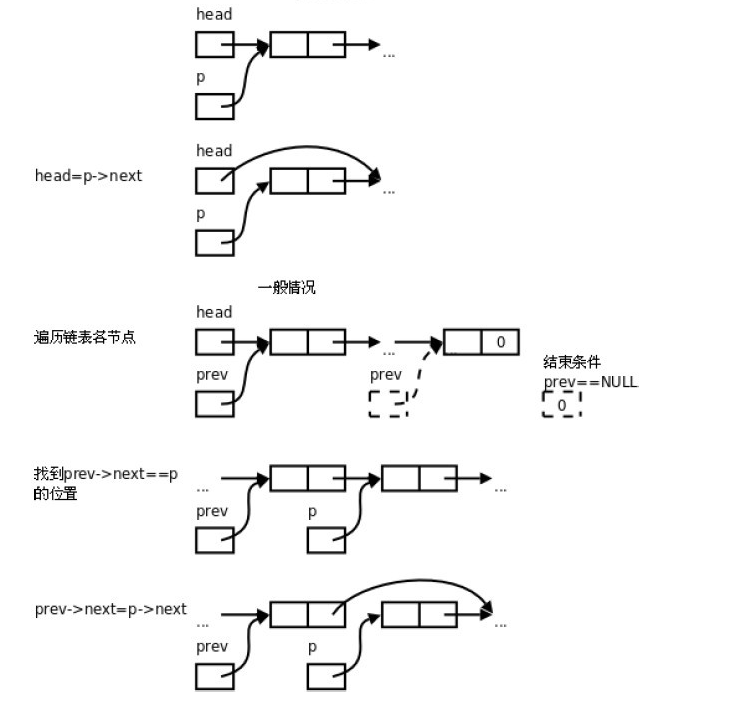 head
...
p
head
head=p->next
...
p
一般情况
head
遍历链表各节点
0
...
结束条件
prev
prev
prev==NULL
0
找到prev->next==p
的位置
...
...
prev
p
prev->next=p->next
...
...
prev
p